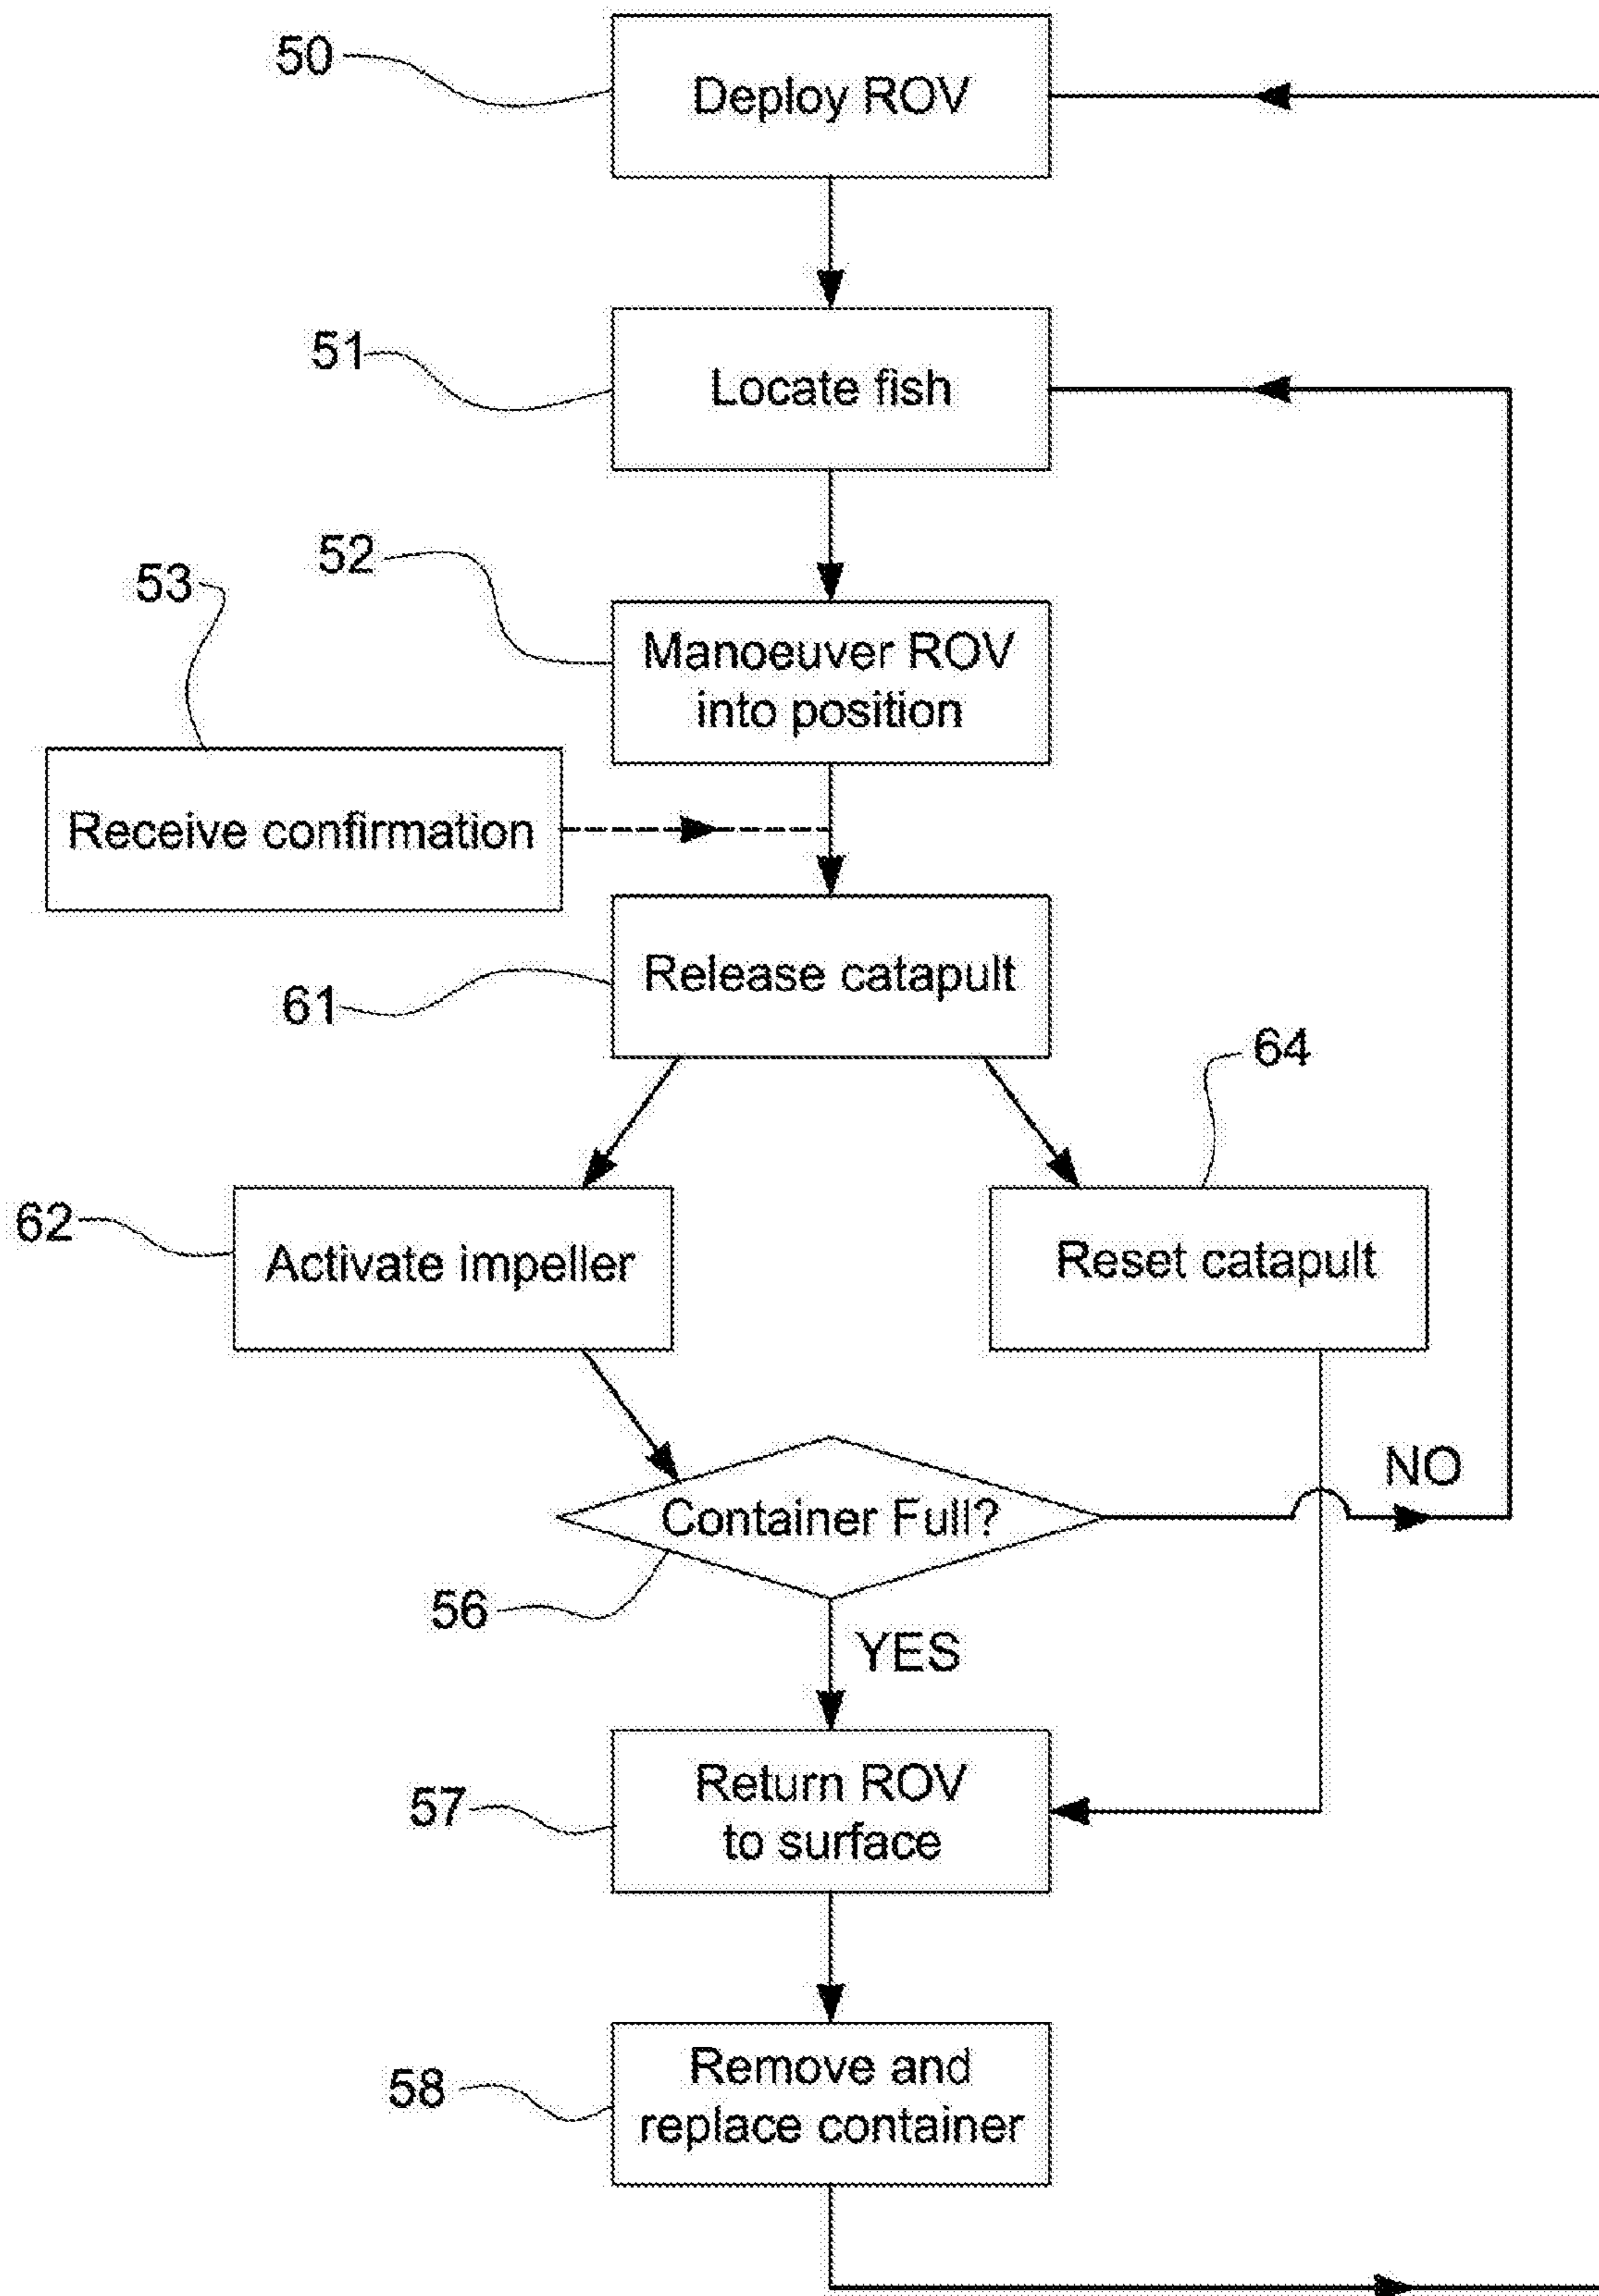 50
Deploy ROV
51
Locate fish
52
53
Manoeuver ROV
into position
Receive confirmation
61
Release catapult
64
62
Activate impeller
Reset catapult
NO
Container Full?
56
YES
57
Return ROV
to surface
58
Remove and
replace container